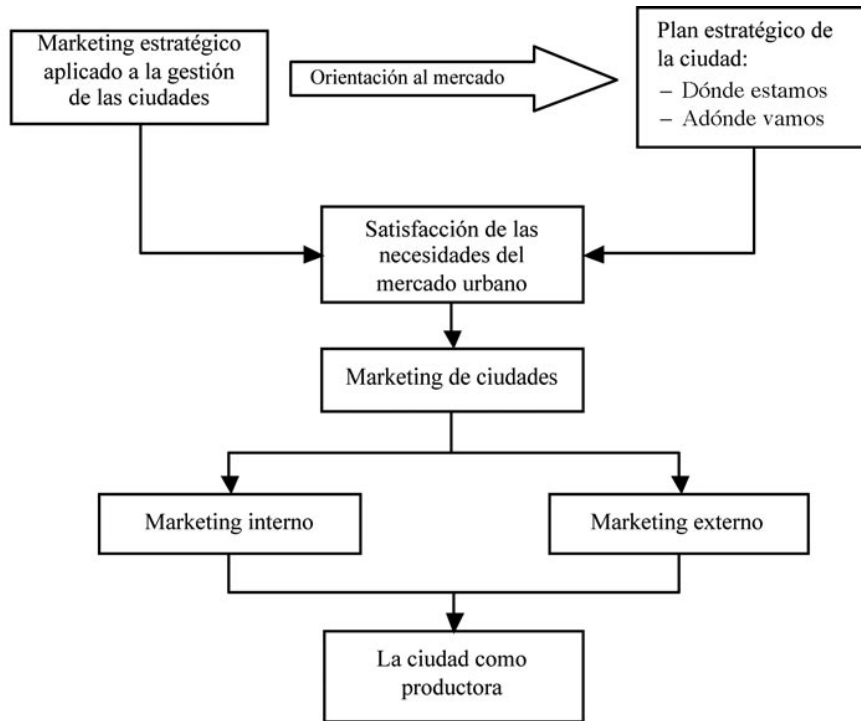 Marketing estratégico
aplicado a la gestión
de las ciudades
Orientación al mercado
Plan estratégico de
la ciudad:
– Dónde estamos
– Adónde vamos
Satisfacción de las
necesidades del
mercado urbano
Marketing de ciudades
Marketing interno
Marketing externo
La ciudad como
productora